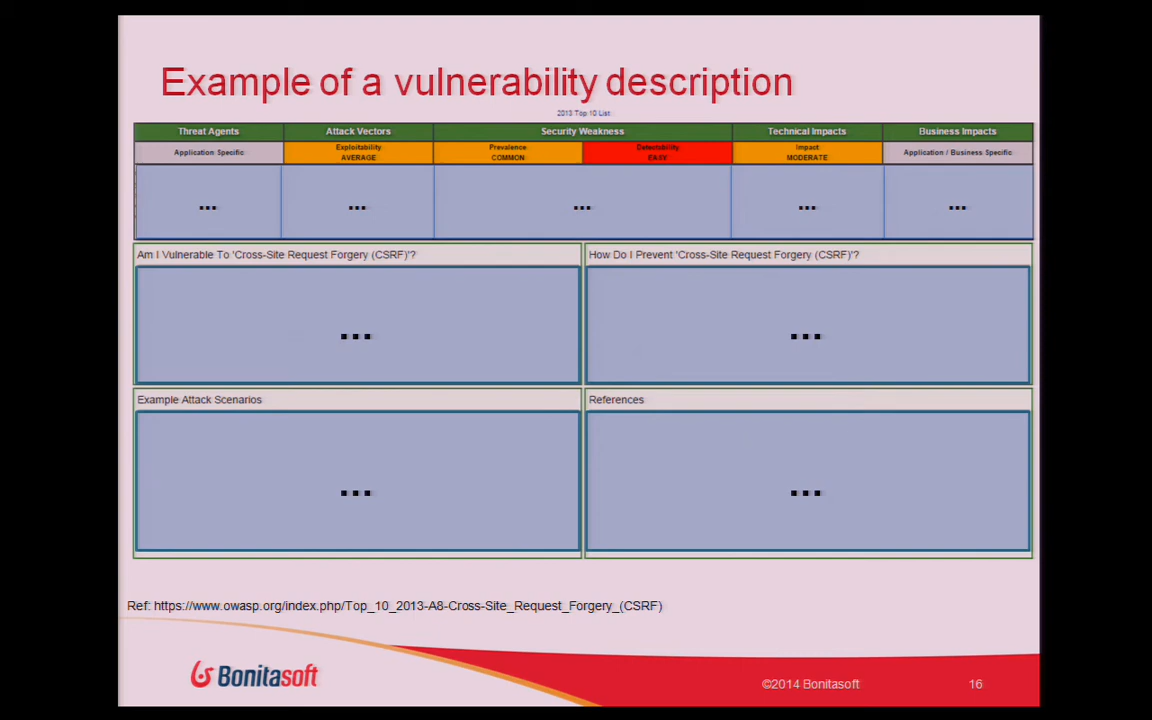 Example of a vulnerability description
2013 Top 10 List
Threat Agents Attack Vectors Security Weakness Technical Impacts Business Impacts
Application Specific Exploitability AVERAGE Prevalence COMMON Detectability EASY Impact MODERATE Application / Business Specific
... ... ... ... ...
Am I Vulnerable To 'Cross-Site Request Forgery (CSRF)'? How Do I Prevent 'Cross-Site Request Forgery (CSRF)'?
... ...
Example Attack Scenarios References
... ...
Ref: https://www.owasp.org/index.php/Top_10_2013-A8-Cross-Site_Request_Forgery_(CSRF)
Bonitasoft
©2014 Bonitasoft 16